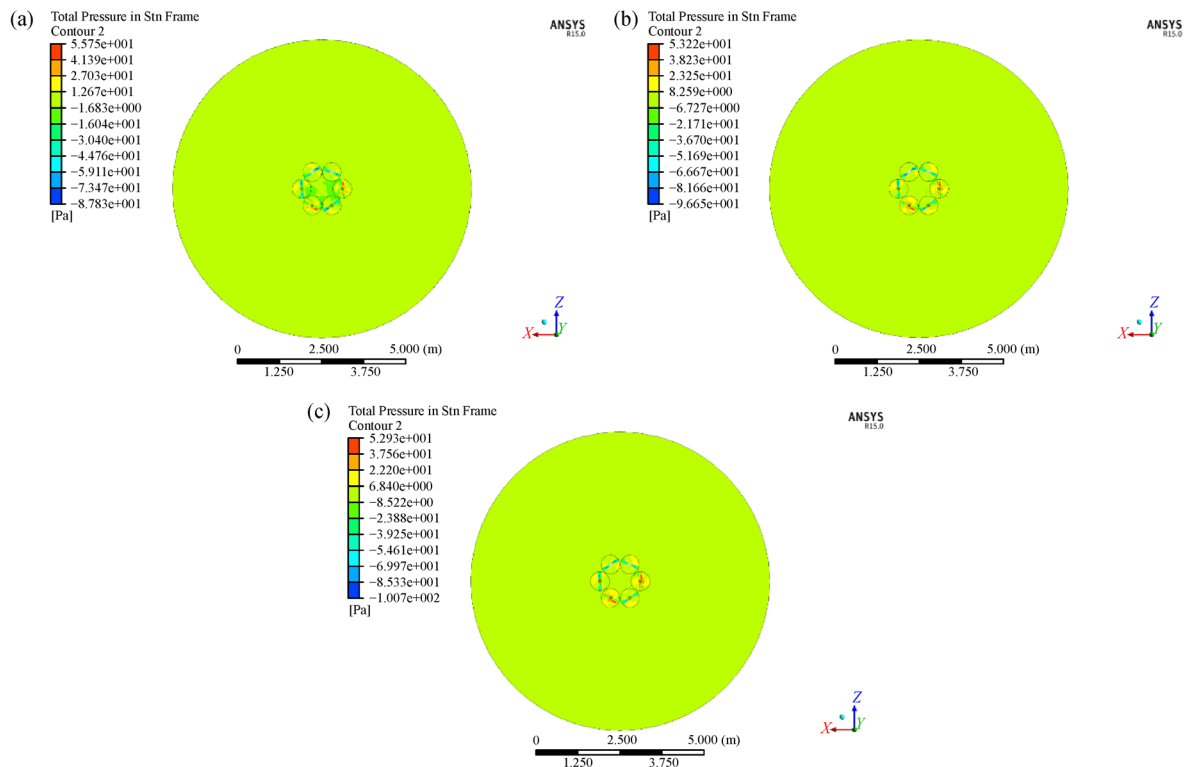 (a)
Total Pressure in Stn Frame
Contour 2
5.575e+001
4.139e+001
2.703e+001
1.267e+001
−1.683e+000
−1.604e+001
−3.040e+001
−4.476e+001
−5.911e+001
−7.347e+001
−8.783e+001
[Pa]
ANSYS
R15.0
Z
X
Y
0 2.500 5.000 (m)
1.250 3.750
(b)
Total Pressure in Stn Frame
Contour 2
5.322e+001
3.823e+001
2.325e+001
8.259e+000
−6.727e+000
−2.171e+001
−3.670e+001
−5.169e+001
−6.667e+001
−8.166e+001
−9.665e+001
[Pa]
ANSYS
R15.0
Z
X
Y
0 2.500 5.000 (m)
1.250 3.750
(c)
Total Pressure in Stn Frame
Contour 2
5.293e+001
3.756e+001
2.220e+001
6.840e+000
−8.522e+00
−2.388e+001
−3.925e+001
−5.461e+001
−6.997e+001
−8.533e+001
−1.007e+002
[Pa]
ANSYS
R15.0
Z
X
Y
0 2.500 5.000 (m)
1.250 3.750